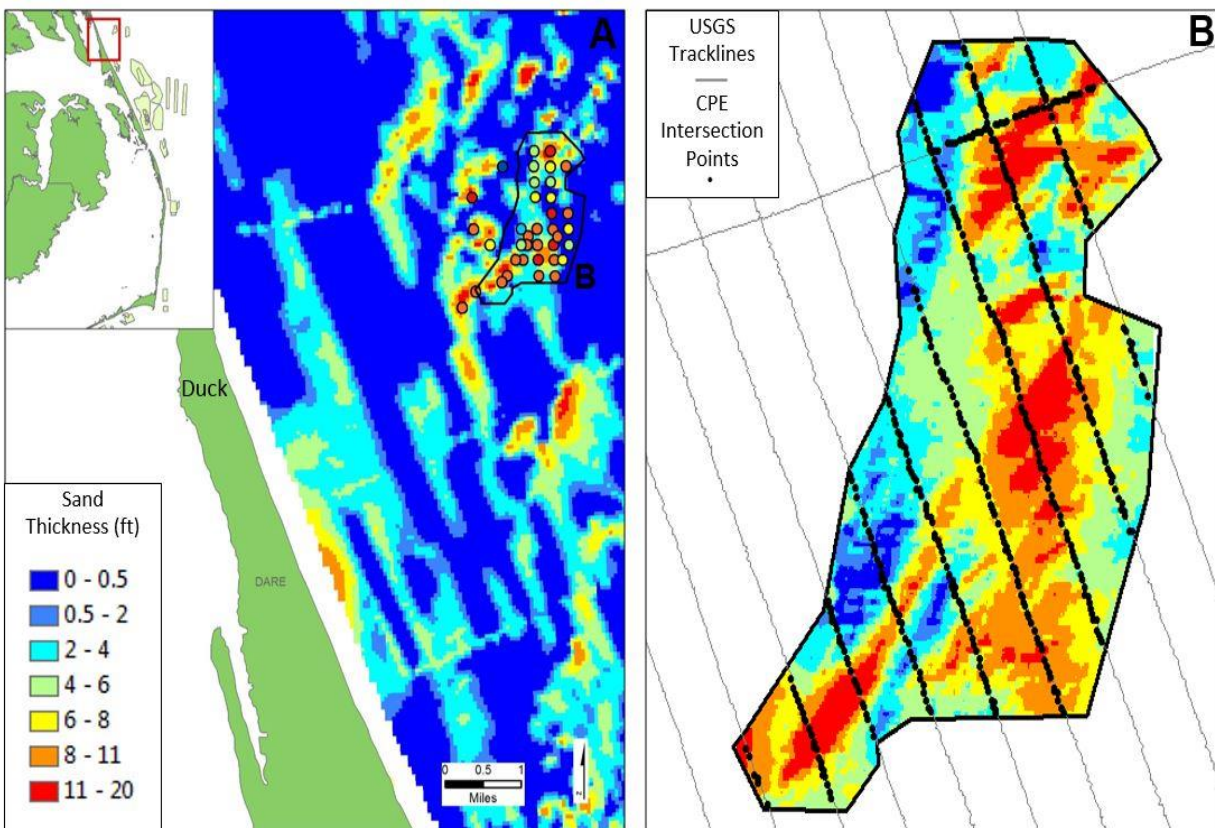 A
B
Duck
DARE
Sand
Thickness (ft)
0 - 0.5
0.5 - 2
2 - 4
4 - 6
6 - 8
8 - 11
11 - 20
0 0.5 1
Miles
z
USGS
Tracklines
CPE
Intersection
Points
B